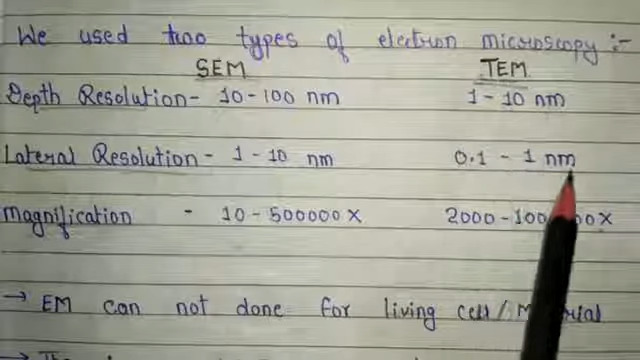 We used two types of electron microscopy :-
SEM TEM
Depth Resolution - 10-100 nm 1-10 nm
Lateral Resolution - 1-10 nm 0.1 - 1 nm
Magnification - 10-500000X
→ EM can not done for living cell/